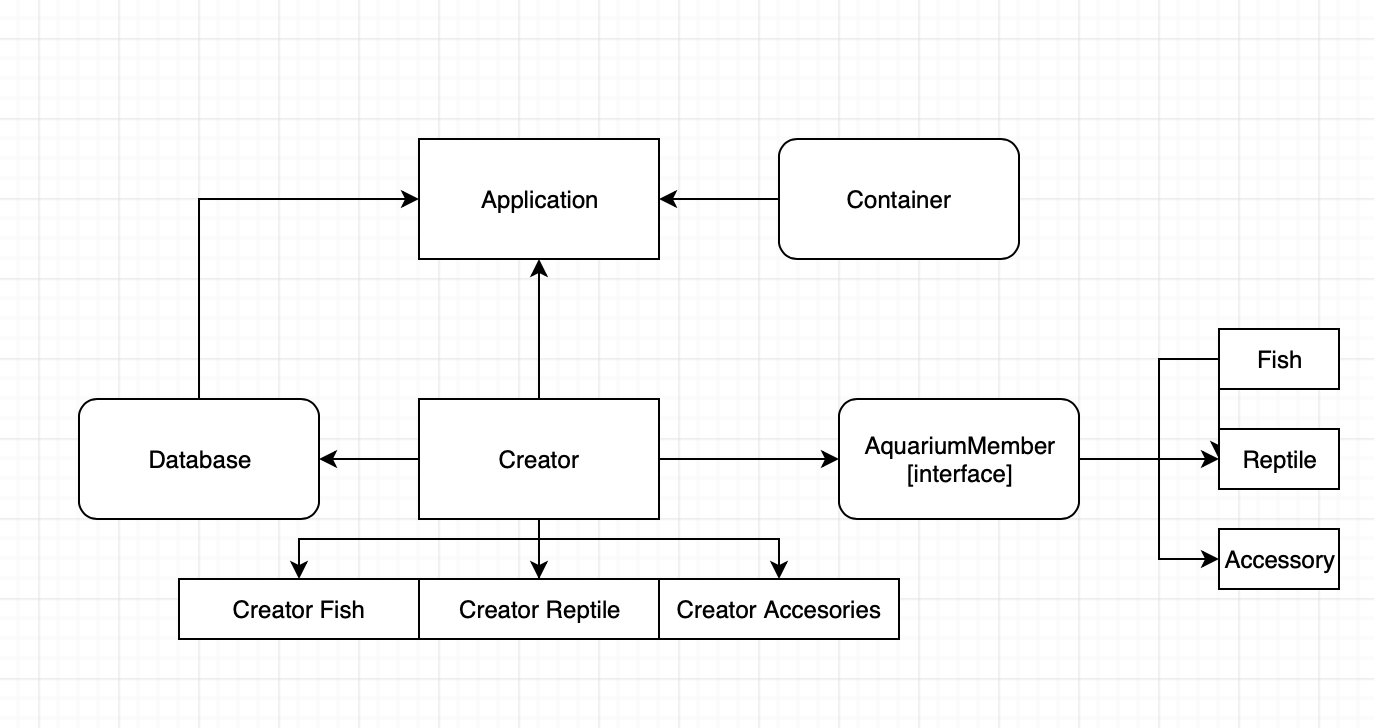 Application
Container
Fish
Database
Creator
AquariumMember
[interface]
Reptile
Accessory
Creator Fish
Creator Reptile
Creator Accesories